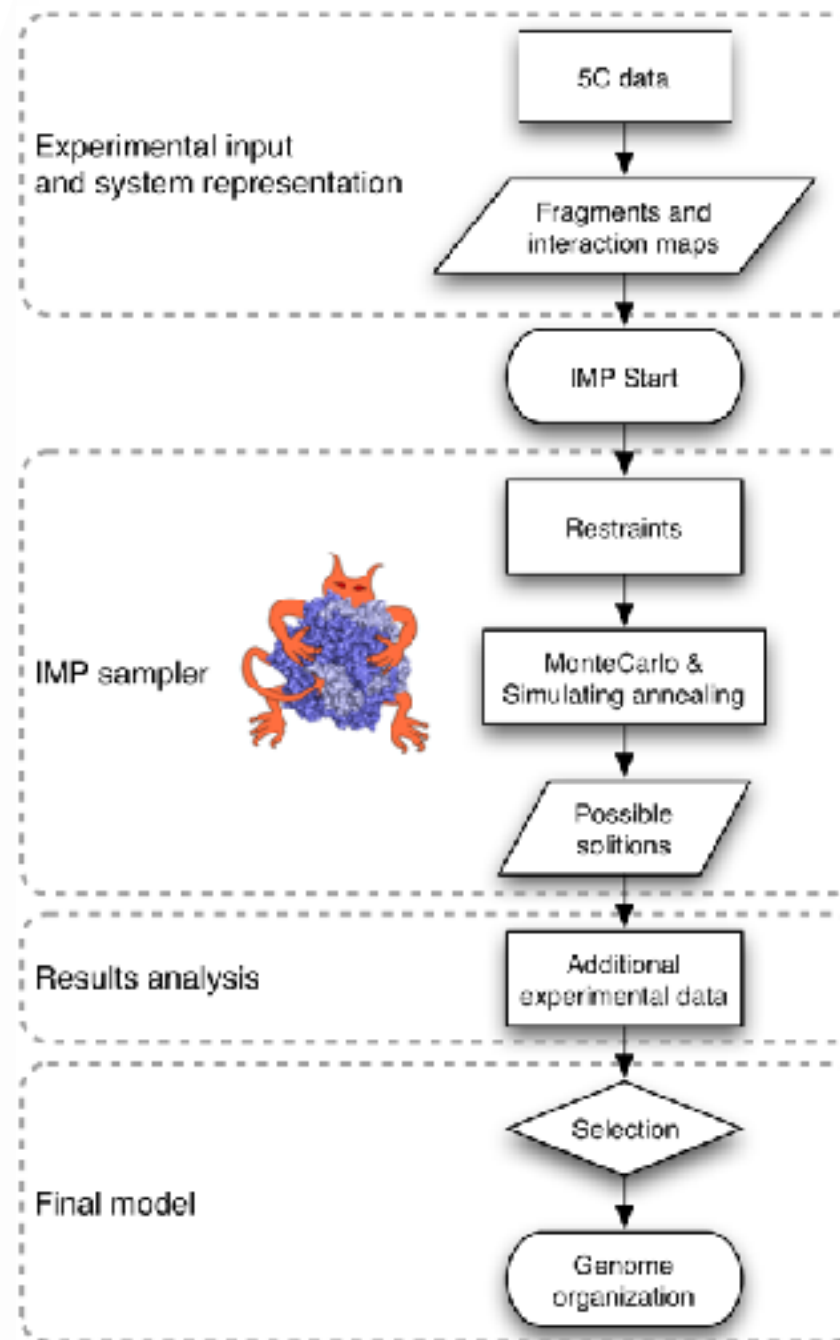 5C data
Experimental input
and system representation
Fragments and
interaction maps
IMP Start
Restraints
IMP sampler
MonteCarlo &
Simulating annealing
Possible
solitions
Results analysis
Additional
experimental data
Selection
Final model
Genome
organization